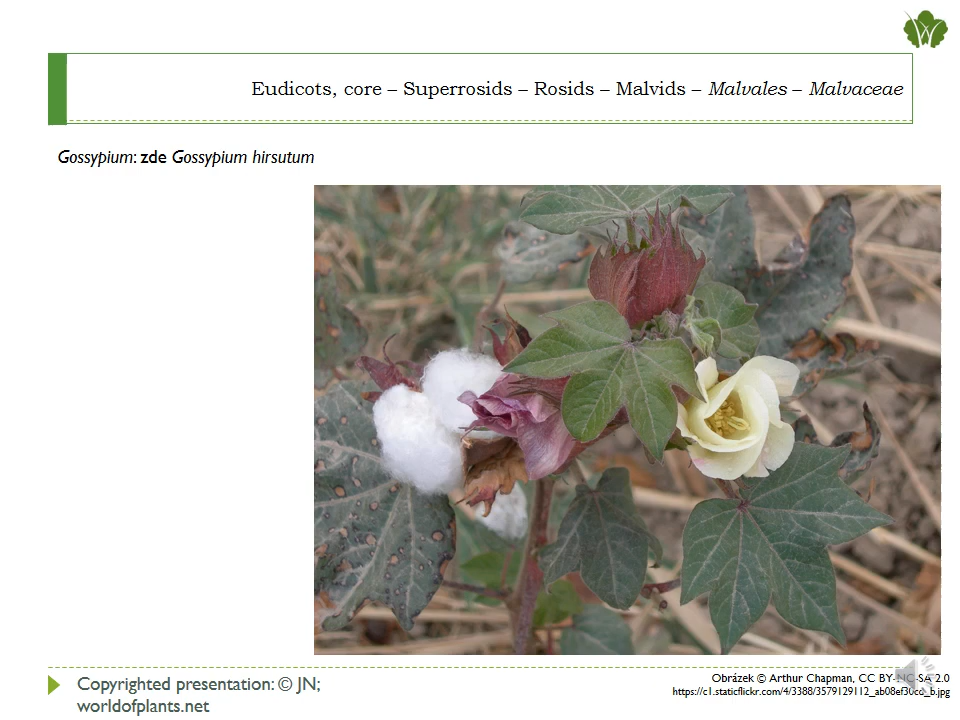 Eudicots, core – Superrosids – Rosids – Malvids – Malvales – Malvaceae
Gossypium: zde Gossypium hirsutum
Copyrighted presentation: © JN;
worldofplants.net
Obrázek © Arthur Chapman, CC BY-NC-SA 2.0
https://c1.staticflickr.com/4/3388/3579129112_ab08ef30cd_b.jpg